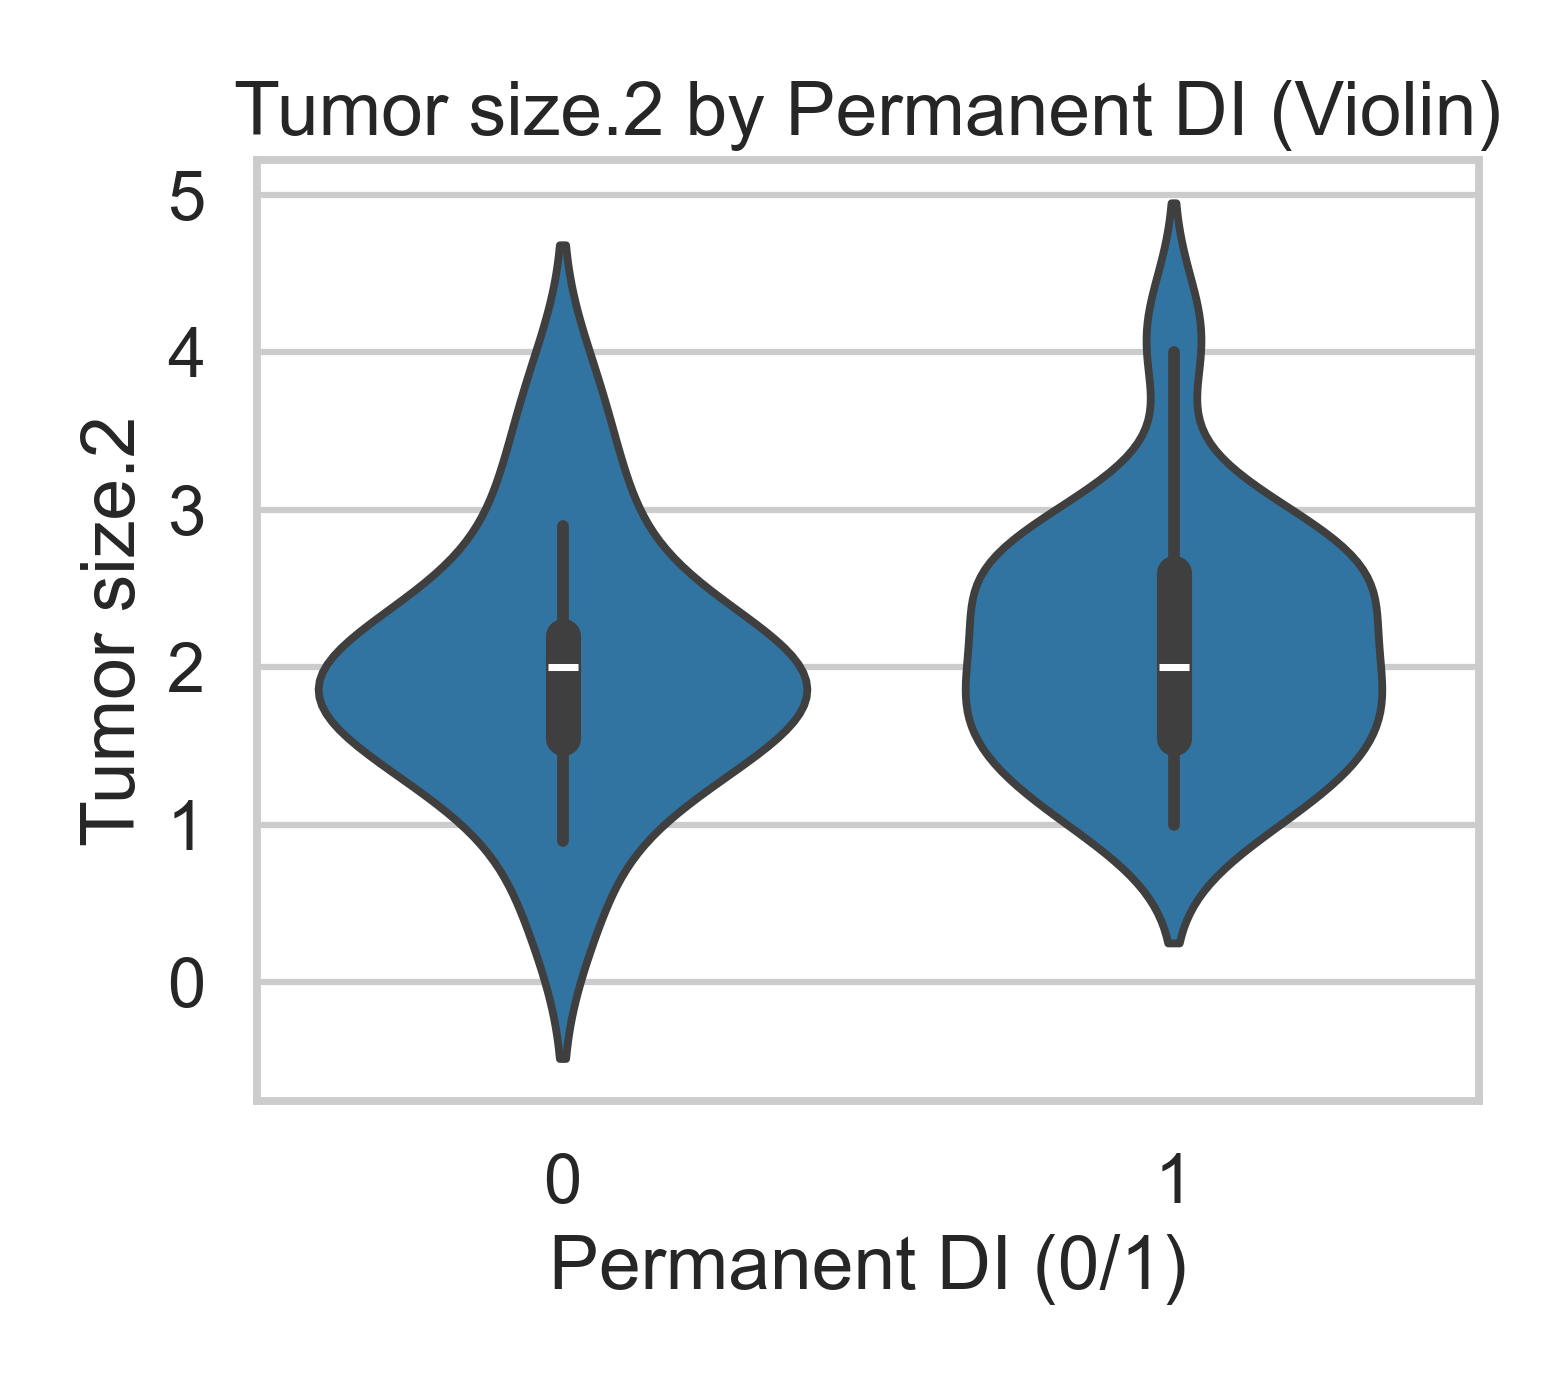 Tumor size.2 by Permanent DI (Violin)
5
4
3
2
1
0
Tumor size.2
0 1
Permanent DI (0/1)